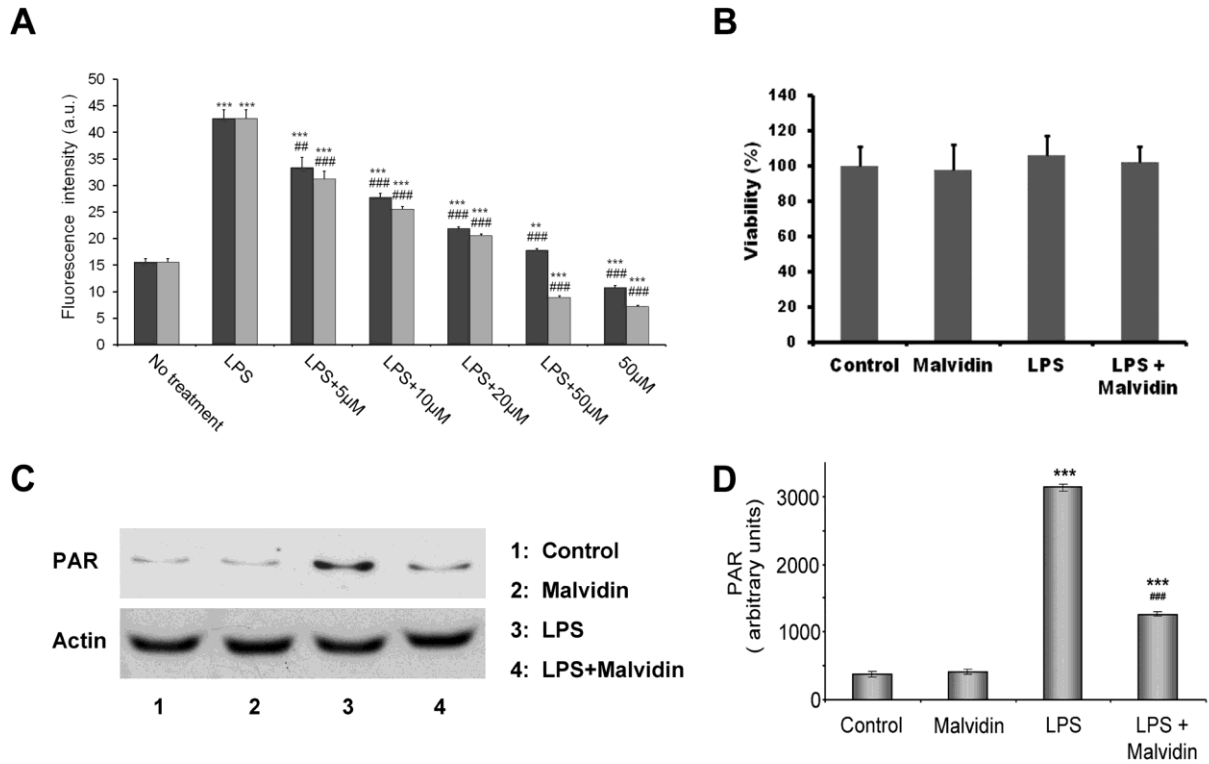 A
Fluorescence intensity (a.u.)
50
45
40
35
30
25
20
15
10
5
0
*** ***
***
##
***
###
***
###
***
###
***
###
***
###
**
###
***
###
***
###
***
###
No treatment
LPS
LPS+5μM
LPS+10μM
LPS+20μM
LPS+50μM
50μM
B
Viability (%)
140
120
100
80
60
40
20
0
Control
Malvidin
LPS
LPS +
Malvidin
C
PAR
Actin
1 2 3 4
1: Control
2: Malvidin
3: LPS
4: LPS+Malvidin
D
PAR
( arbitrary units)
3000
2000
1000
0
***
***
###
Control
Malvidin
LPS
LPS +
Malvidin